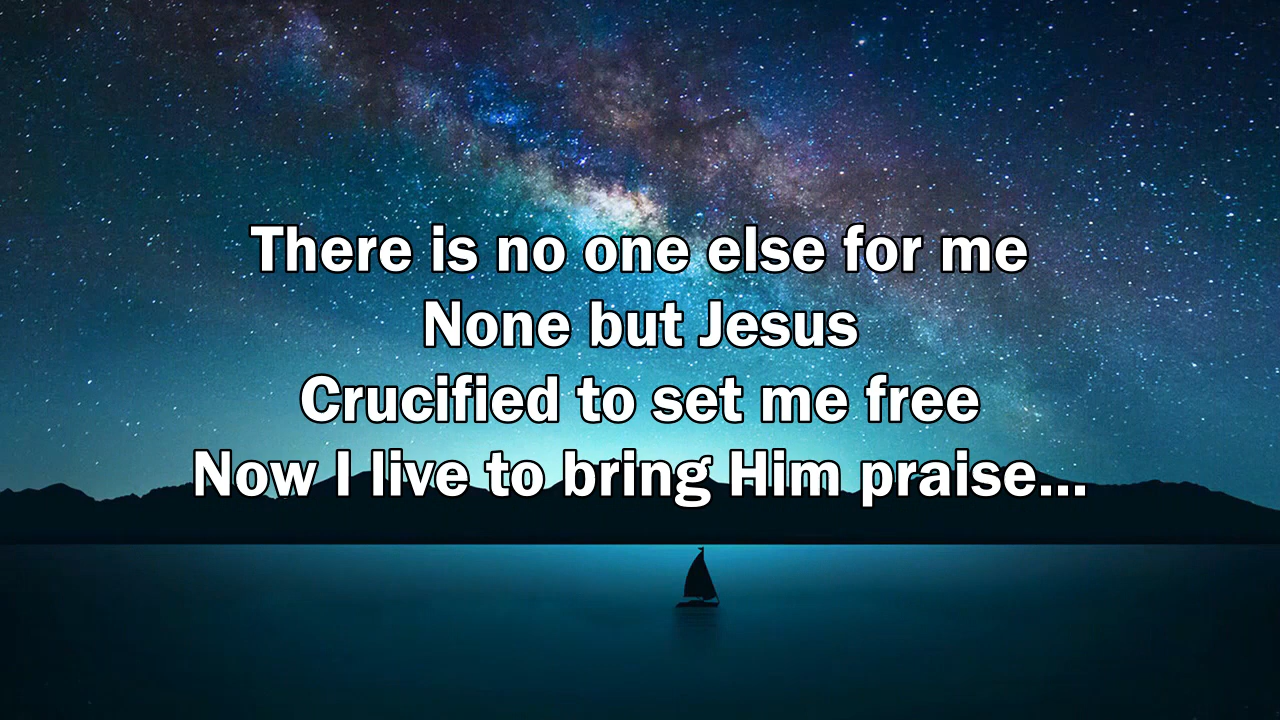 There is no one else for me
None but Jesus
Crucified to set me free
Now I live to bring Him praise...